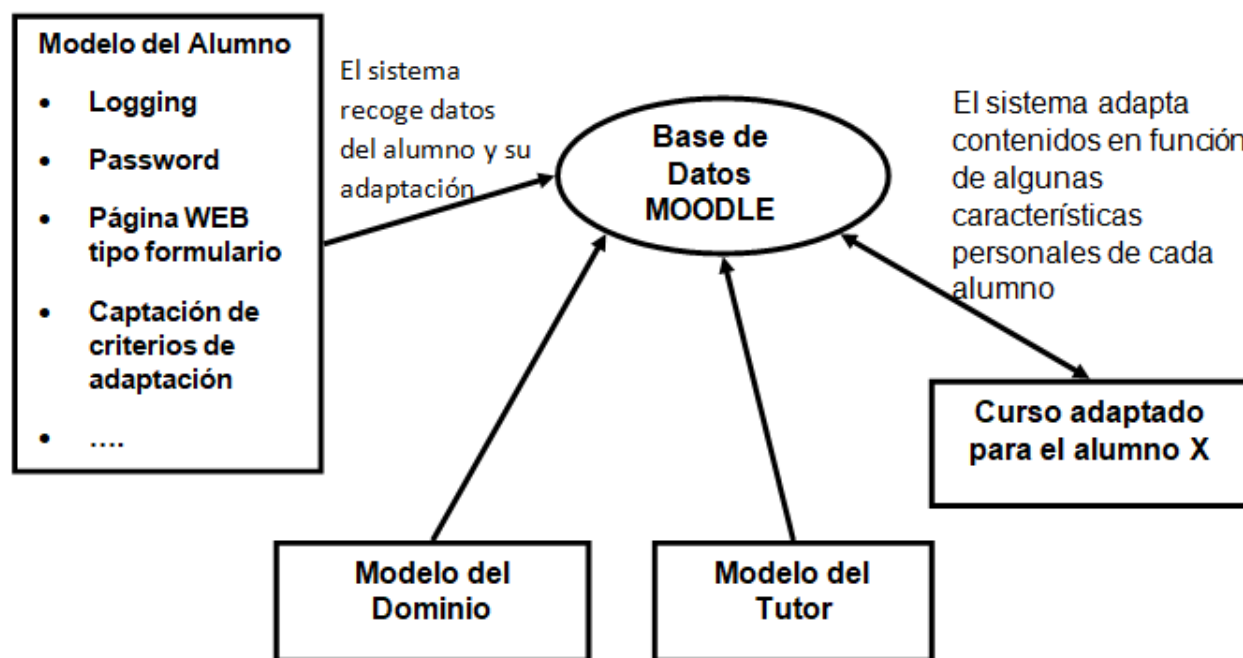 Modelo del Alumno
• Logging
• Password
• Página WEB
tipo formulario
• Captación de
criterios de
adaptación
• ....
El sistema
recoge datos
del alumno y su
adaptación
Base de
Datos
MOODLE
El sistema adapta
contenidos en función
de algunas
características
personales de cada
alumno
Curso adaptado
para el alumno X
Modelo del
Dominio
Modelo del
Tutor